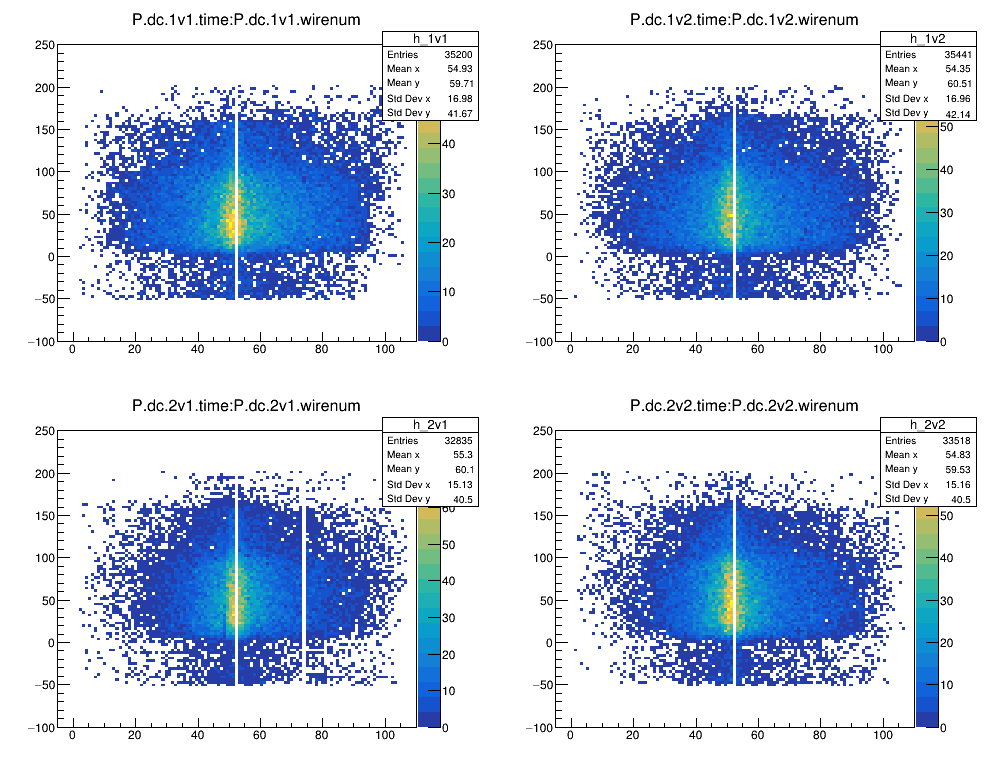 P.dc.1v1.time:P.dc.1v1.wirenum
h_1v1
Entries 35200
Mean x 54.93
Mean y 59.71
Std Dev x 16.98
Std Dev y 41.67
250
200
150
100
50
0
−50
−100
0 20 40 60 80 100
40
30
20
10
0
P.dc.1v2.time:P.dc.1v2.wirenum
h_1v2
Entries 35441
Mean x 54.35
Mean y 60.51
Std Dev x 16.96
Std Dev y 42.14
250
200
150
100
50
0
−50
−100
0 20 40 60 80 100
50
40
30
20
10
0
P.dc.2v1.time:P.dc.2v1.wirenum
h_2v1
Entries 32835
Mean x 55.3
Mean y 60.1
Std Dev x 15.13
Std Dev y 40.5
250
200
150
100
50
0
−50
−100
0 20 40 60 80 100
60
50
40
30
20
10
0
P.dc.2v2.time:P.dc.2v2.wirenum
h_2v2
Entries 33518
Mean x 54.83
Mean y 59.53
Std Dev x 15.16
Std Dev y 40.5
250
200
150
100
50
0
−50
−100
0 20 40 60 80 100
50
40
30
20
10
0